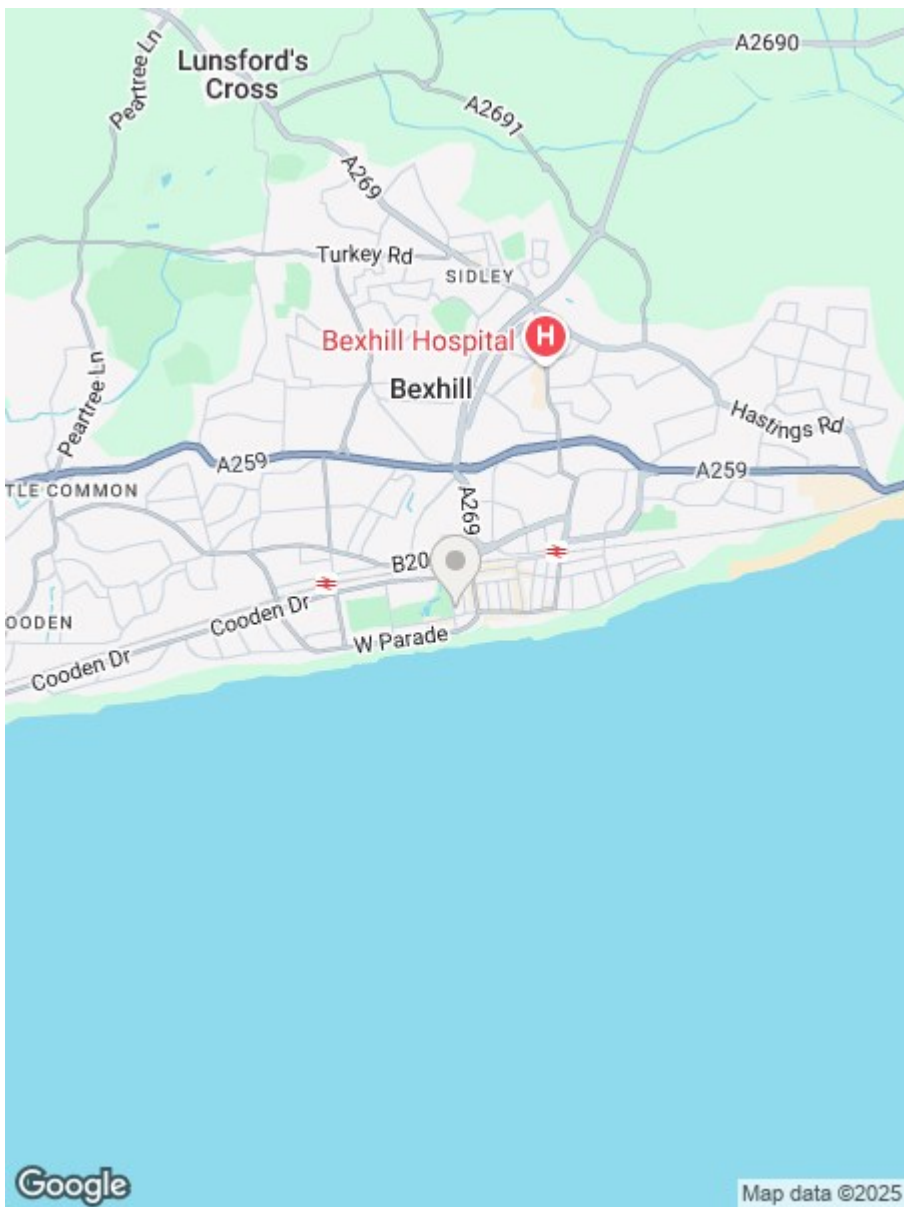 A2690
Lunsford's
Cross
Peartree Ln
A2691
A269
Turkey Rd
SIDLEY
Bexhill Hospital
H
Bexhill
Peartree Ln
Hastings Rd
A259
A259
TLE COMMON
A269
B20
Cooden Dr
OODEN
W Parade
Cooden Dr
Google
Map data ©2025